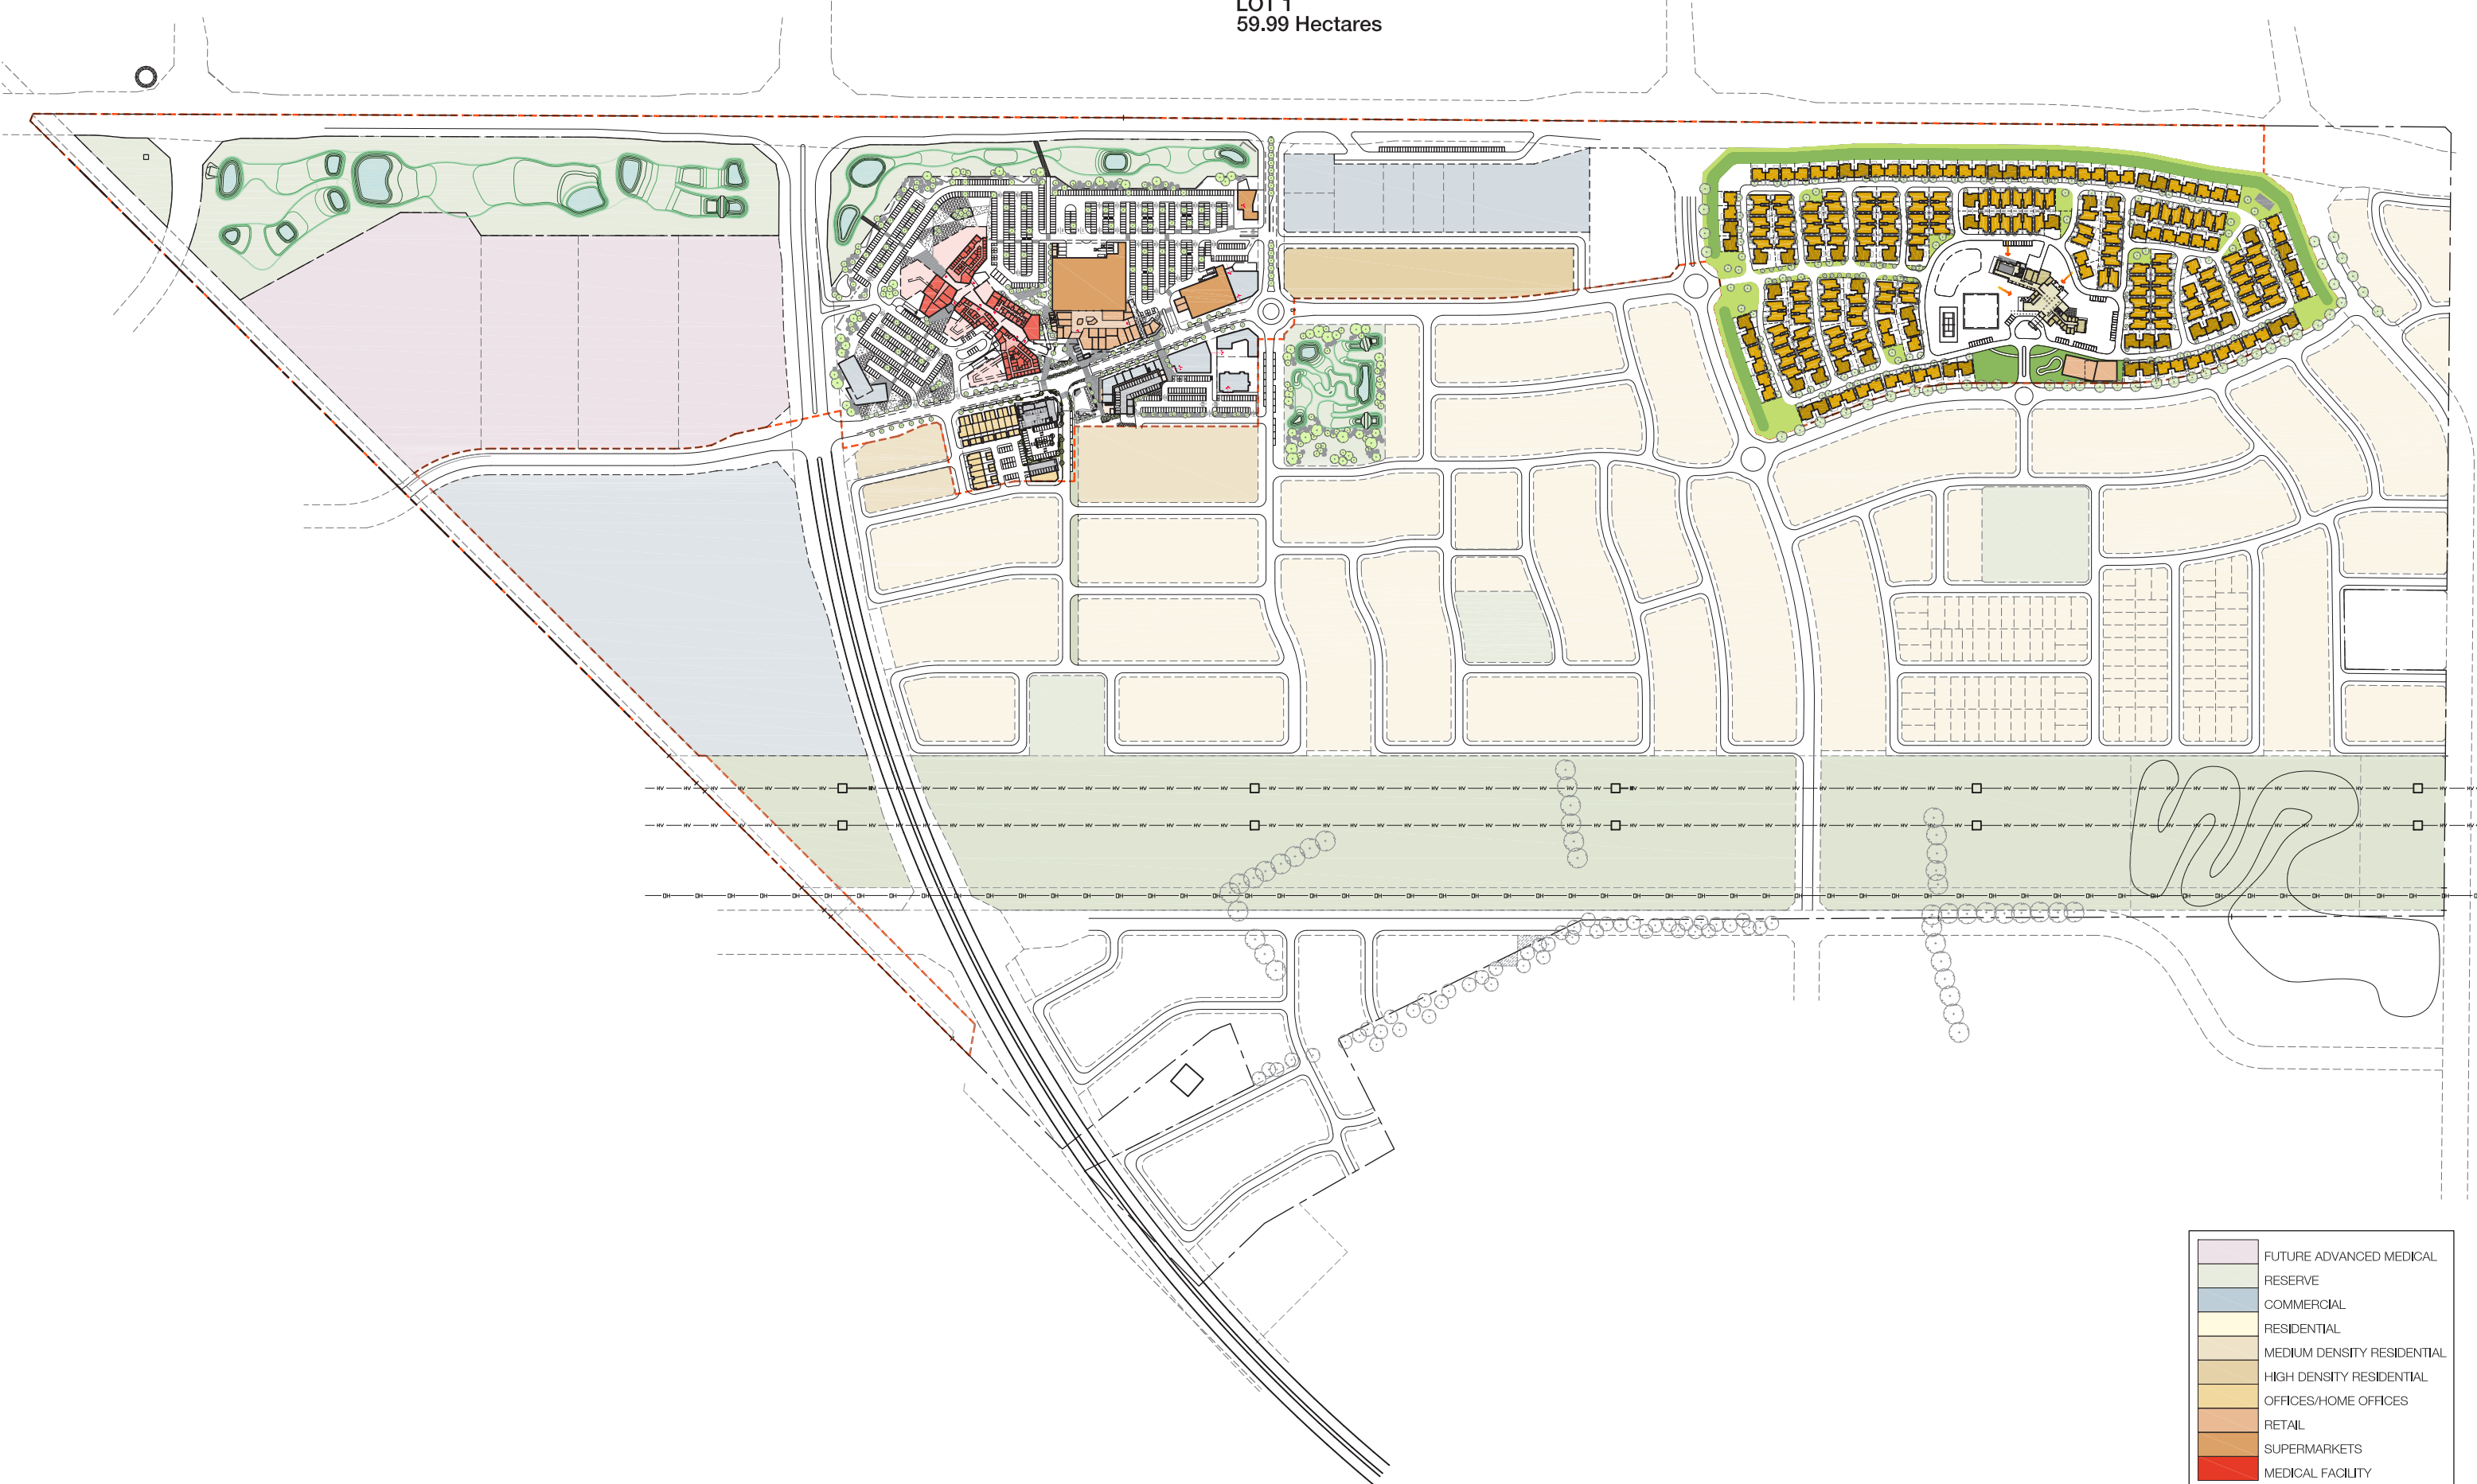 LOT 1
59.99 Hectares
FUTURE ADVANCED MEDICAL
RESERVE
COMMERCIAL
RESIDENTIAL
MEDIUM DENSITY RESIDENTIAL
HIGH DENSITY RESIDENTIAL
OFFICES/HOME OFFICES
RETAIL
SUPERMARKETS
MEDICAL FACILITY